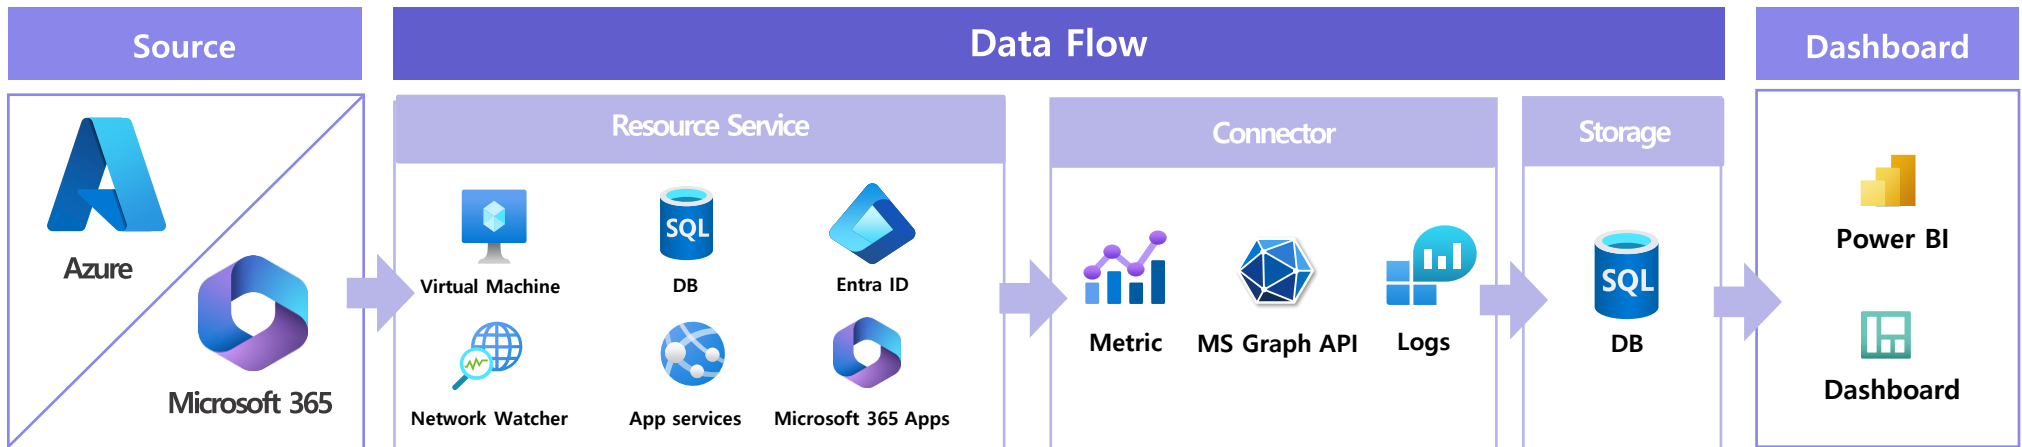 Source
Data Flow
Dashboard
Azure
Microsoft 365
Resource Service
Virtual Machine
SQL
DB
Entra ID
Network Watcher
App services
Microsoft 365 Apps
Connector
Metric
MS Graph API
Logs
Storage
SQL
DB
Power BI
Dashboard